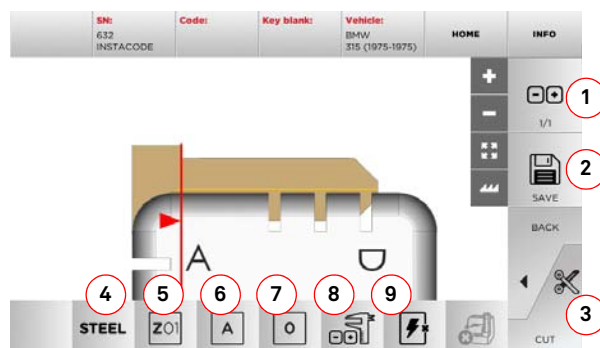 SN: Code: Key blank: Vehicle: HOME INFO
632 BMW
INSTACODE 315 (1975-1975)
+
1
1/1
-
2
SAVE
BACK
A D
4 5 6 7 8 9
3
STEEL Z01 A 0
CUT